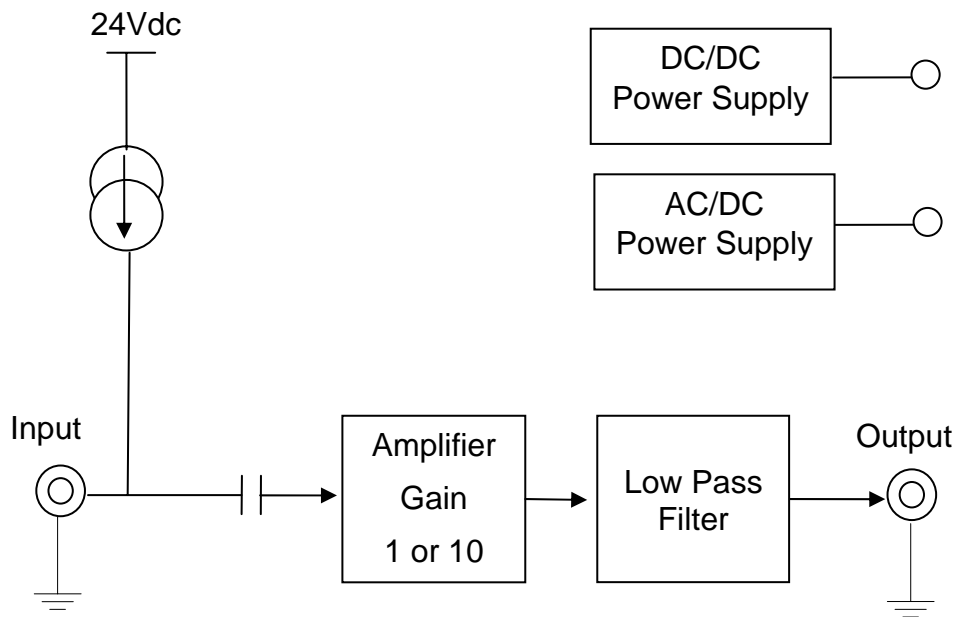 24Vdc
DC/DC
Power Supply
AC/DC
Power Supply
Input
Amplifier
Gain
1 or 10
Low Pass
Filter
Output